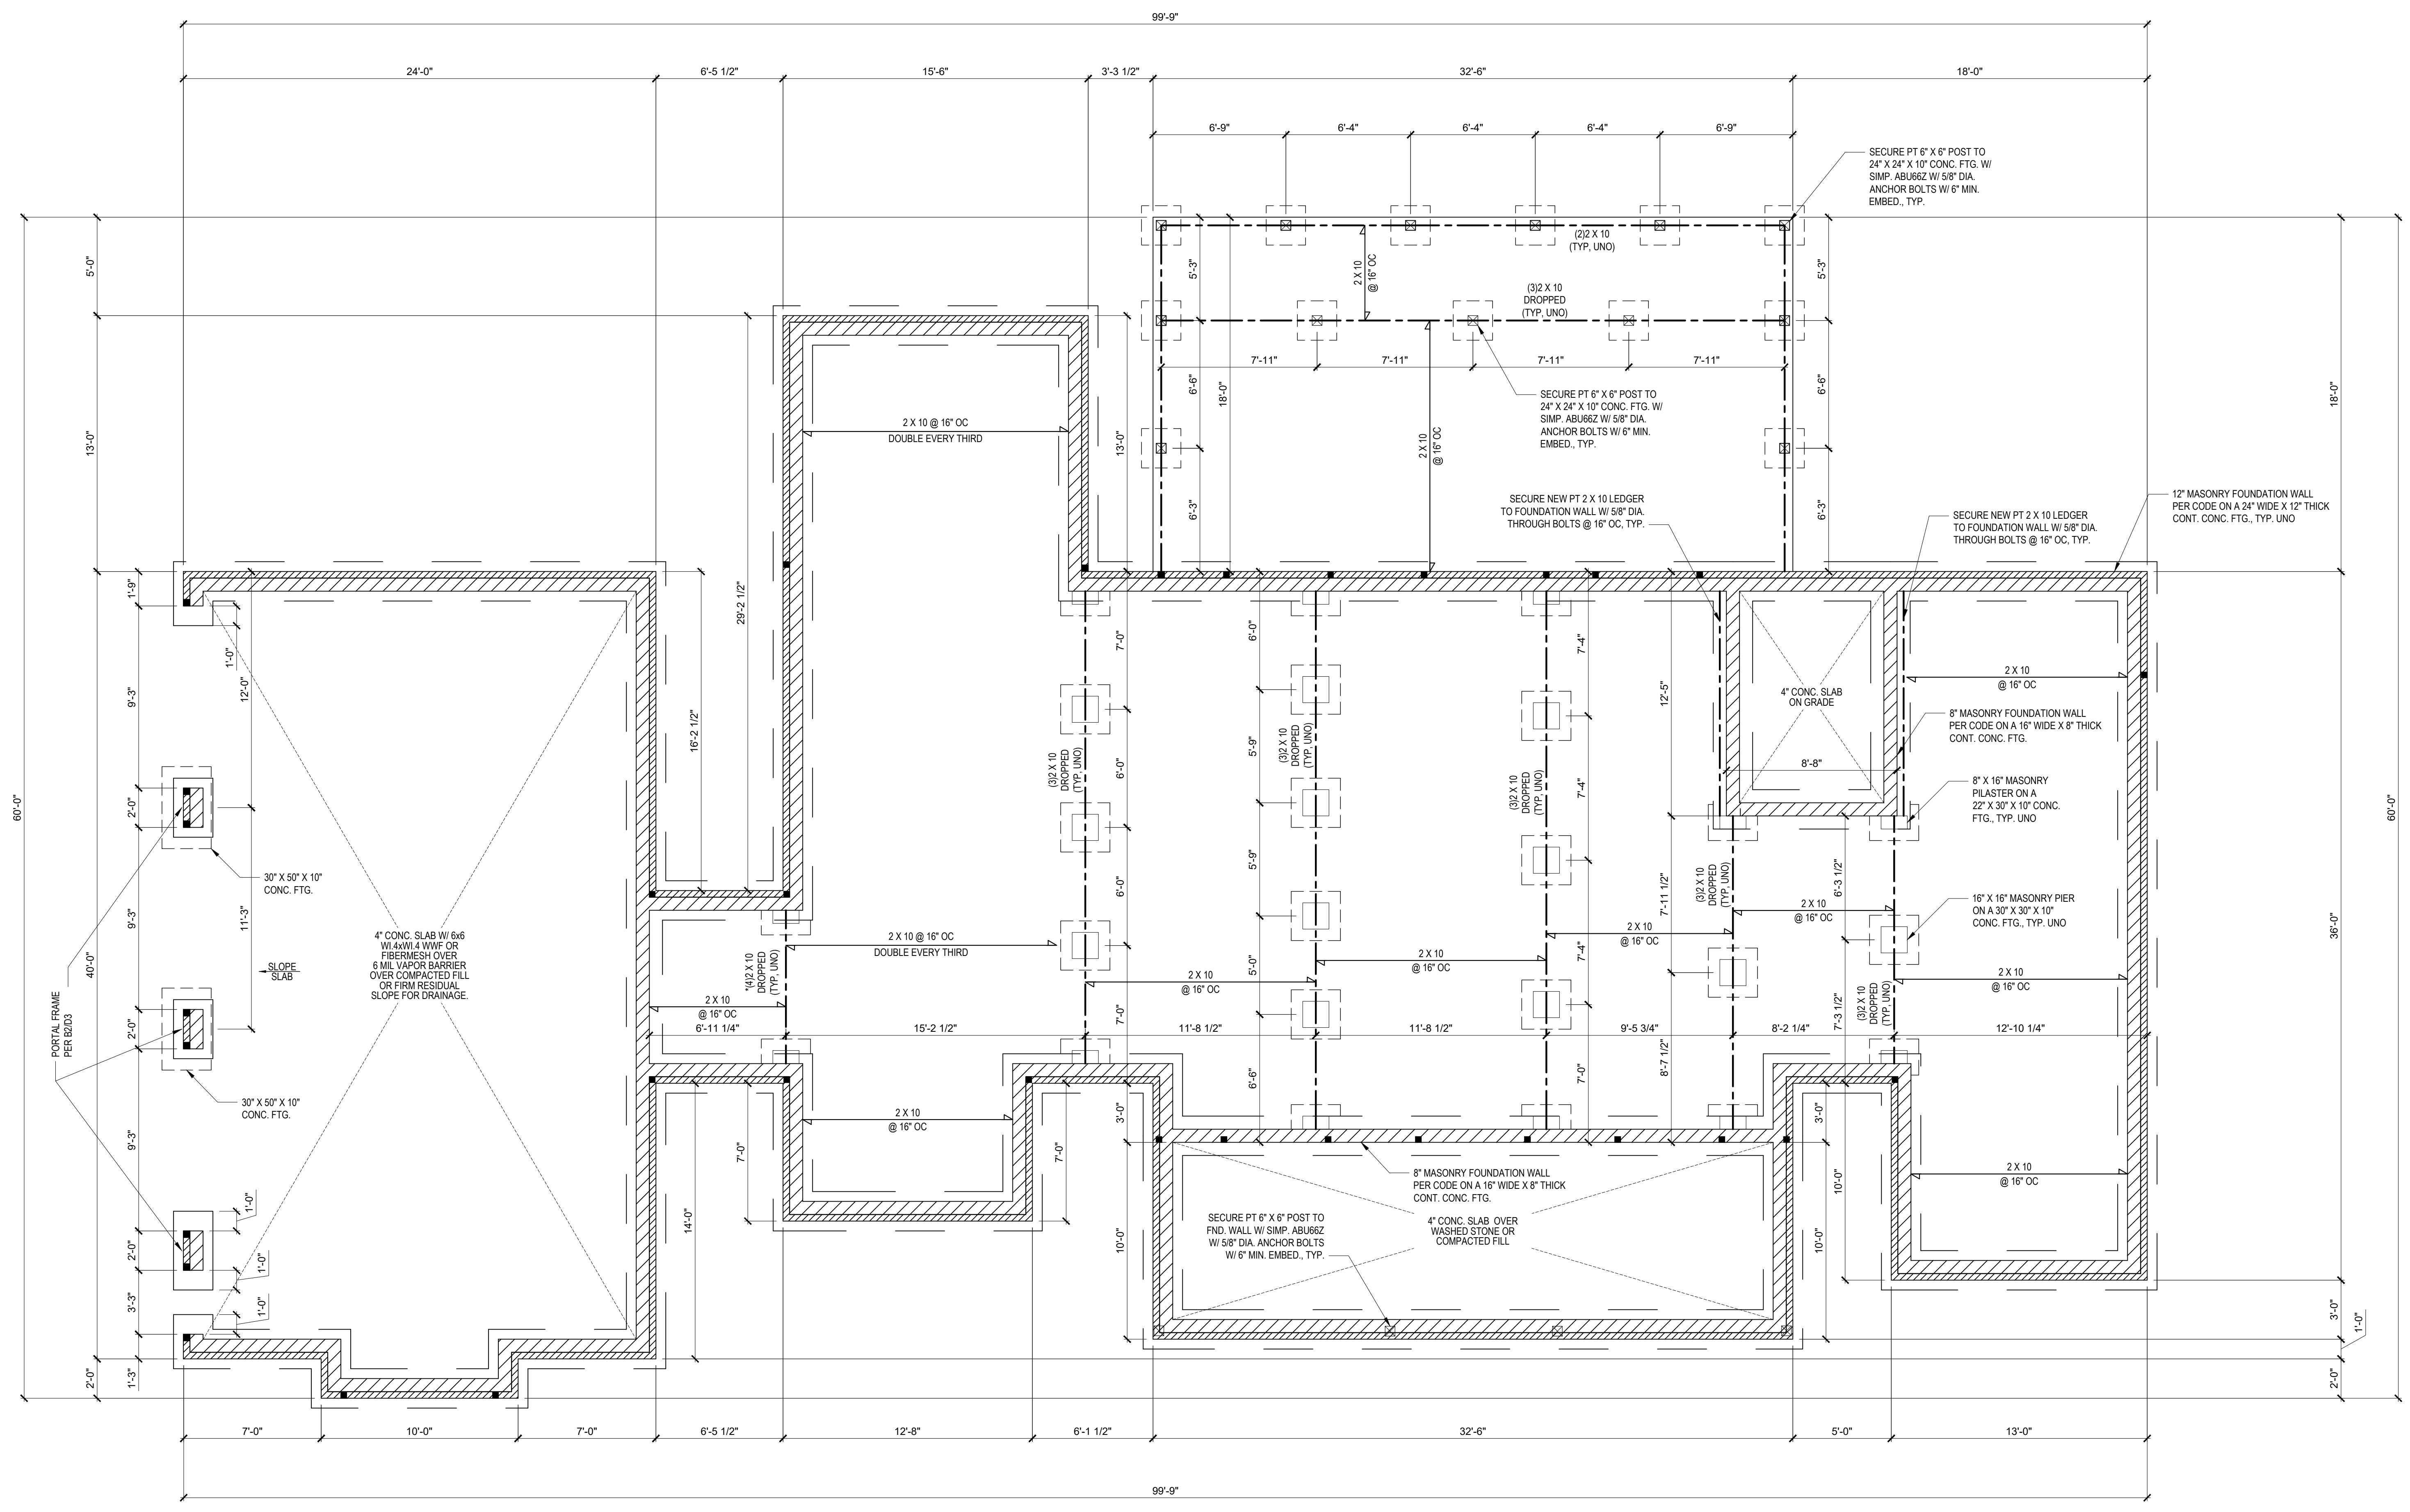 99'-9"
24'-0"
6'-5 1/2"
15'-6"
3'-3 1/2"
32'-6"
18'-0"
6'-9"
6'-4"
6'-4"
6'-4"
6'-9"
SECURE PT 6" X 6" POST TO
24" X 24" X 10" CONC. FTG. W/
SIMP. ABU66Z W/ 5/8" DIA.
ANCHOR BOLTS W/ 6" MIN.
EMBED., TYP.
(2)2 X 10
(TYP, UNO)
5'-0"
5'-3"
2 X 10
@ 16" OC
5'-3"
(3)2 X 10
DROPPED
(TYP, UNO)
7'-11"
7'-11"
7'-11"
7'-11"
6'-6"
18'-0"
6'-6"
18'-0"
SECURE PT 6" X 6" POST TO
24" X 24" X 10" CONC. FTG. W/
SIMP. ABU66Z W/ 5/8" DIA.
ANCHOR BOLTS W/ 6" MIN.
EMBED., TYP.
2 X 10 @ 16" OC
DOUBLE EVERY THIRD
13'-0"
13'-0"
2 X 10
@ 16" OC
6'-3"
6'-3"
SECURE NEW PT 2 X 10 LEDGER
TO FOUNDATION WALL W/ 5/8" DIA.
THROUGH BOLTS @ 16" OC, TYP.
SECURE NEW PT 2 X 10 LEDGER
TO FOUNDATION WALL W/ 5/8" DIA.
THROUGH BOLTS @ 16" OC, TYP.
12" MASONRY FOUNDATION WALL
PER CODE ON A 24" WIDE X 12" THICK
CONT. CONC. FTG., TYP. UNO
1'-9"
1'-0"
12'-0"
9'-3"
29'-2 1/2"
16'-2 1/2"
7'-0"
6'-0"
7'-4"
12'-5"
2 X 10
@ 16" OC
4" CONC. SLAB
ON GRADE
8" MASONRY FOUNDATION WALL
PER CODE ON A 16" WIDE X 8" THICK
CONT. CONC. FTG.
8'-8"
(3)2 X 10
DROPPED
(TYP, UNO)
6'-0"
5'-9"
(3)2 X 10
DROPPED
(TYP, UNO)
(3)2 X 10
DROPPED
(TYP, UNO)
7'-4"
8" X 16" MASONRY
PILASTER ON A
22" X 30" X 10" CONC.
FTG., TYP. UNO
60'-0"
2'-0"
60'-0"
30" X 50" X 10"
CONC. FTG.
9'-3"
11'-3"
6'-0"
5'-9"
7'-11 1/2"
(3)2 X 10
DROPPED
(TYP, UNO)
6'-3 1/2"
2 X 10
@ 16" OC
16" X 16" MASONRY PIER
ON A 30" X 30" X 10"
CONC. FTG., TYP. UNO
36'-0"
4" CONC. SLAB W/ 6x6
WI.4xWI.4 WWF OR
FIBERMESH OVER
6 MIL VAPOR BARRIER
OVER COMPACTED FILL
OR FIRM RESIDUAL
SLOPE FOR DRAINAGE.
SLOPE
SLAB
40'-0"
*(4)2 X 10
DROPPED
(TYP, UNO)
2 X 10 @ 16" OC
DOUBLE EVERY THIRD
2 X 10
@ 16" OC
5'-0"
2 X 10
@ 16" OC
7'-4"
2 X 10
@ 16" OC
2 X 10
@ 16" OC
2 X 10
@ 16" OC
7'-0"
7'-3 1/2"
(3)2 X 10
DROPPED
(TYP, UNO)
6'-11 1/4"
15'-2 1/2"
11'-8 1/2"
11'-8 1/2"
9'-5 3/4"
8'-2 1/4"
12'-10 1/4"
PORTAL FRAME
PER B2/D3
2'-0"
30" X 50" X 10"
CONC. FTG.
6'-6"
7'-0"
8'-7 1/2"
9'-3"
7'-0"
2 X 10
@ 16" OC
7'-0"
3'-0"
3'-0"
10'-0"
2 X 10
@ 16" OC
8" MASONRY FOUNDATION WALL
PER CODE ON A 16" WIDE X 8" THICK
CONT. CONC. FTG.
1'-0"
14'-0"
SECURE PT 6" X 6" POST TO
FND. WALL W/ SIMP. ABU66Z
W/ 5/8" DIA. ANCHOR BOLTS
W/ 6" MIN. EMBED., TYP.
4" CONC. SLAB OVER
WASHED STONE OR
COMPACTED FILL
10'-0"
10'-0"
2'-0"
1'-0"
3'-3"
1'-0"
3'-0"
1'-0"
2'-0"
1'-3"
2'-0"
7'-0"
10'-0"
7'-0"
6'-5 1/2"
12'-8"
6'-1 1/2"
32'-6"
5'-0"
13'-0"
99'-9"